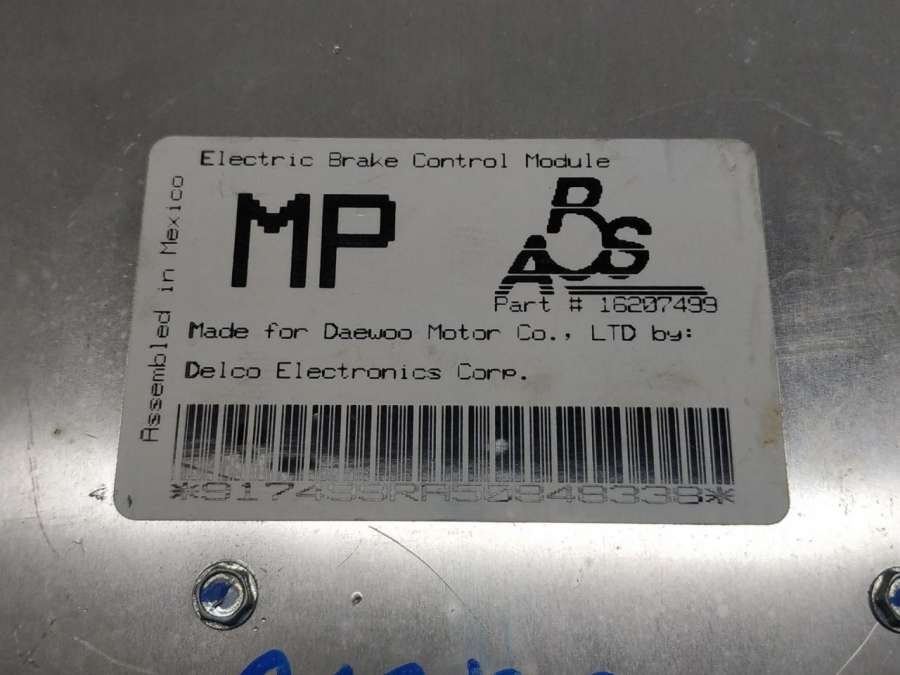 Electric Brake Control Module
Assembled in Mexico
MP
ABS
Part # 16207499
Made for Daewoo Motor Co., LTD by:
Delco Electronics Corp.